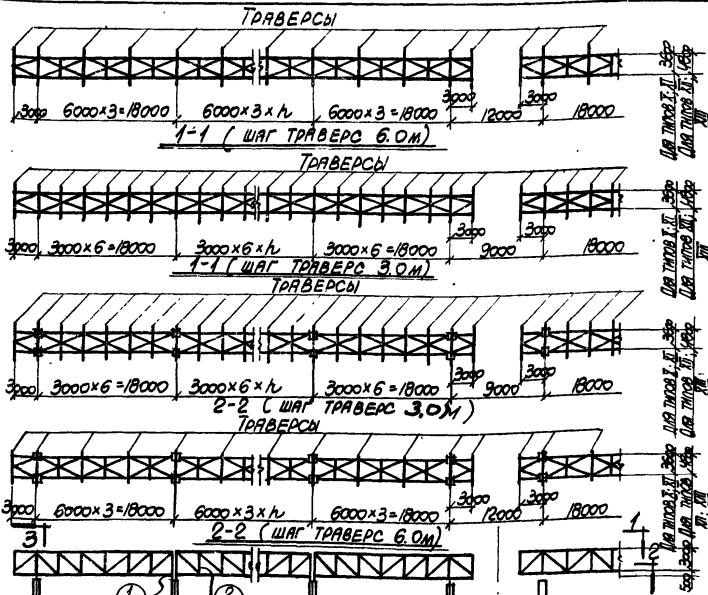 ТРАВЕРСЫ
3000 6000×3=18000 6000×3×n 6000×3=18000 3000 12000 3000 18000
1-1 (ШАГ ТРАВЕРС 6.0М)
ТРАВЕРСЫ
3000 3000×6=18000 3000×6×n 3000×6=18000 3000 9000 3000 18000
1-1 (ШАГ ТРАВЕРС 3.0М)
ТРАВЕРСЫ
3000 3000×6=18000 3000×6×n 3000×6=18000 3000 9000 3000 18000
2-2 (ШАГ ТРАВЕРС 3,0М)
ТРАВЕРСЫ
3000 6000×3=18000 6000×3×n 6000×3=18000 3000 12000 3000 18000
2-2 (ШАГ ТРАВЕРС 6.0М)
3 1
2
1 2